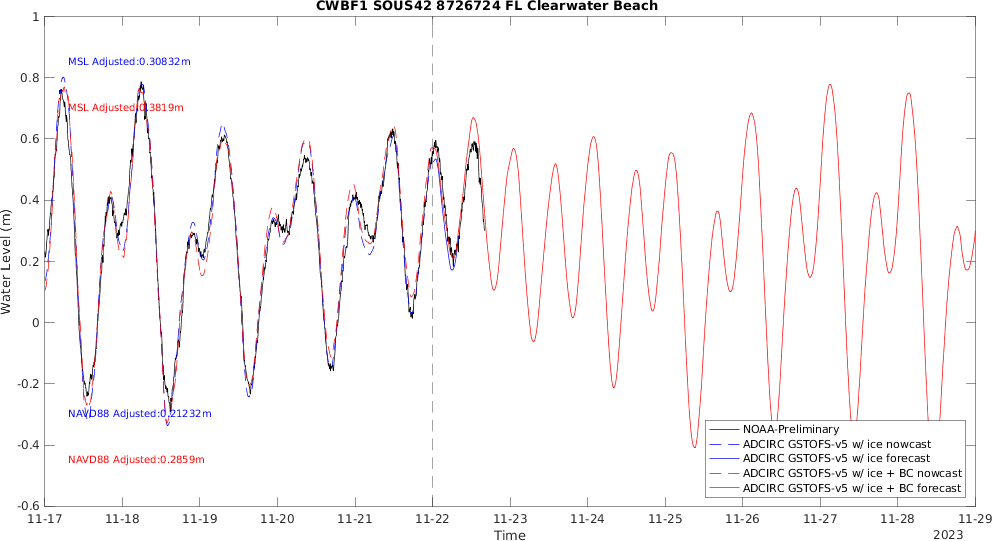 CWBF1 SOUS42 8726724 FL Clearwater Beach
1
0.8
0.6
0.4
0.2
0
-0.2
-0.4
-0.6
Water Level (m)
MSL Adjusted:0.30832m
MSL Adjusted:0.3819m
NAVD88 Adjusted:0.21232m
NAVD88 Adjusted:0.2859m
NOAA-Preliminary
ADCIRC GSTOFS-v5 w/ ice nowcast
ADCIRC GSTOFS-v5 w/ ice forecast
ADCIRC GSTOFS-v5 w/ ice + BC nowcast
ADCIRC GSTOFS-v5 w/ ice + BC forecast
11-17 11-18 11-19 11-20 11-21 11-22 11-23 11-24 11-25 11-26 11-27 11-28 11-29
Time
2023